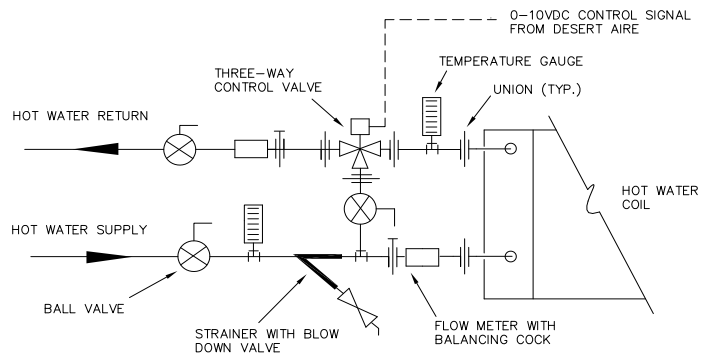 0-10VDC CONTROL SIGNAL
FROM DESERT AIRE
TEMPERATURE GAUGE
THREE-WAY
CONTROL VALVE
UNION (TYP.)
HOT WATER RETURN
HOT WATER
COIL
HOT WATER SUPPLY
BALL VALVE
STRAINER WITH BLOW
DOWN VALVE
FLOW METER WITH
BALANCING COCK